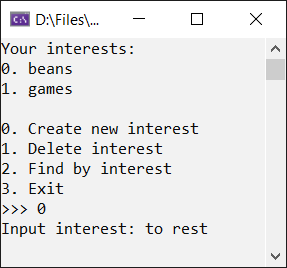 D:\Files\...
Your interests:
0. beans
1. games

0. Create new interest
1. Delete interest
2. Find by interest
3. Exit
>>> 0
Input interest: to rest